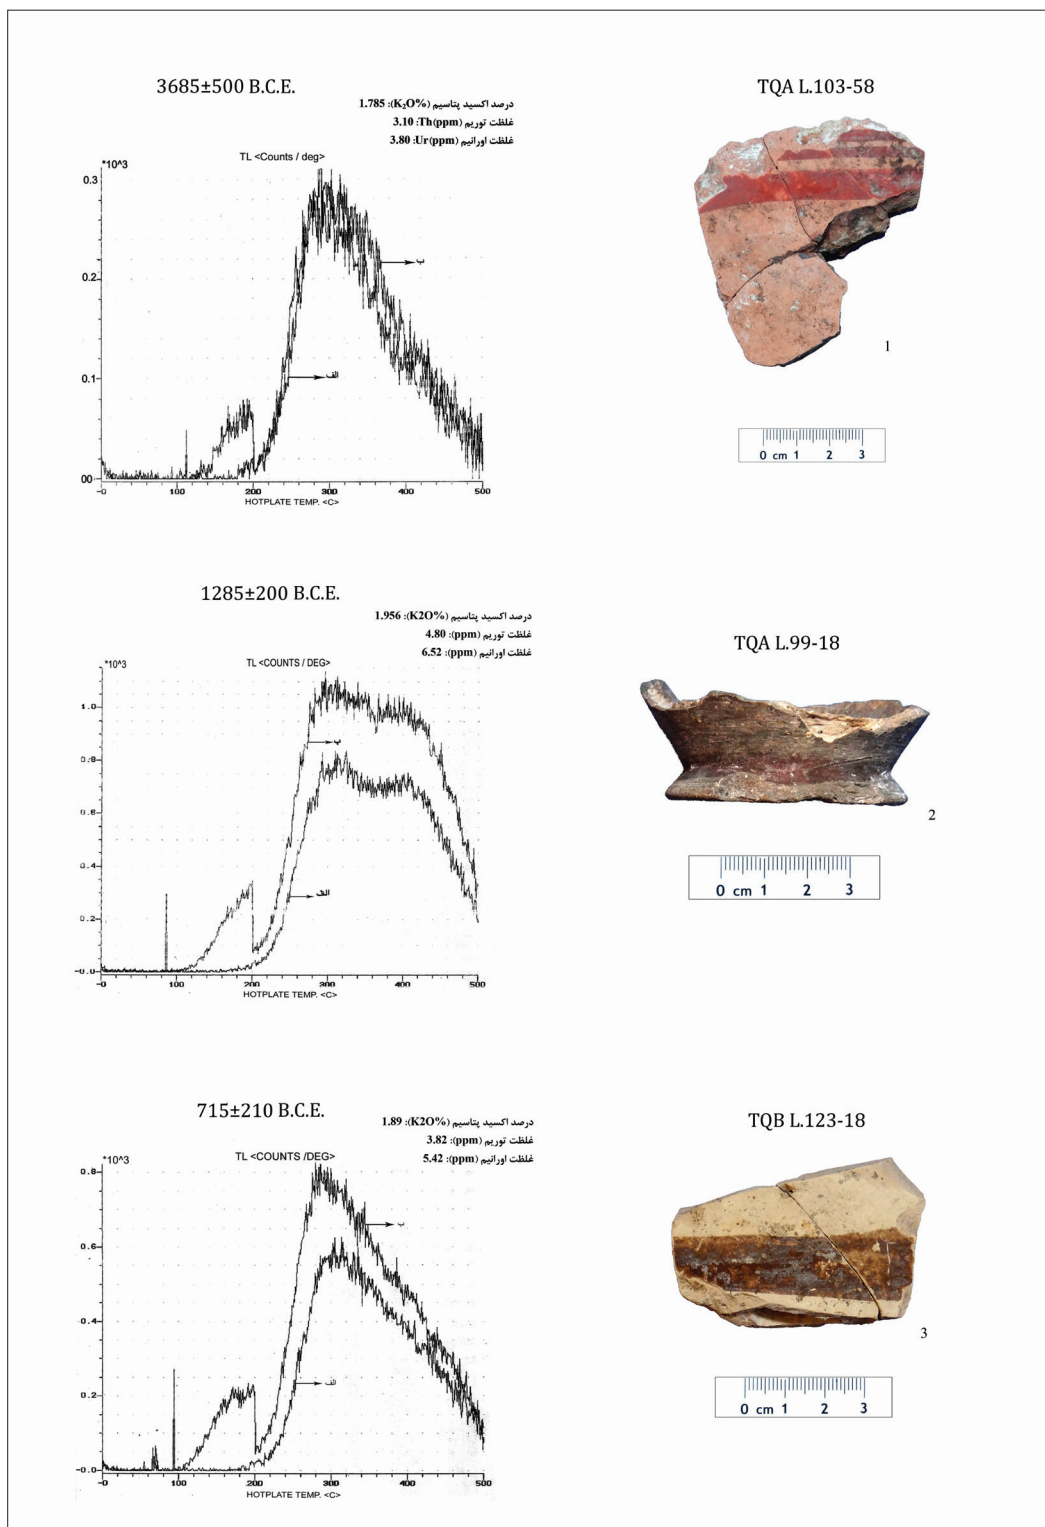 3685±500 B.C.E.
درصد اکسید پتاسیم (K₂O%): 1.785
غلظت توریم Th(ppm): 3.10
غلظت اورانیم Ur(ppm): 3.80
TL <Counts / deg>
*10^3
0.3
0.2
0.1
00
ب
الف
-0 100 200 300 400 500
HOTPLATE TEMP. <C>
TQA L.103-58
1
0 cm 1 2 3
1285±200 B.C.E.
درصد اکسید پتاسیم (K2O%): 1.956
غلظت توریم (ppm): 4.80
غلظت اورانیم (ppm): 6.52
TL <COUNTS / DEG>
*10^3
1.0
0.8
0.6
0.4
0.2
-0.0
ب
الف
-0 100 200 300 400 500
HOTPLATE TEMP. <C>
TQA L.99-18
2
0 cm 1 2 3
715±210 B.C.E.
درصد اکسید پتاسیم (K2O%): 1.89
غلظت توریم (ppm): 3.82
غلظت اورانیم (ppm): 5.42
TL <COUNTS /DEG>
*10^3
0.8
0.6
0.4
0.2
-0.0
ب
الف
-0 100 200 300 400 500
HOTPLATE TEMP. <C>
TQB L.123-18
3
0 cm 1 2 3